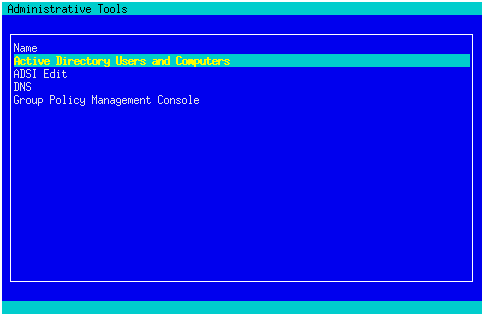 Administrative Tools
Name
Active Directory Users and Computers
ADSI Edit
DNS
Group Policy Management Console